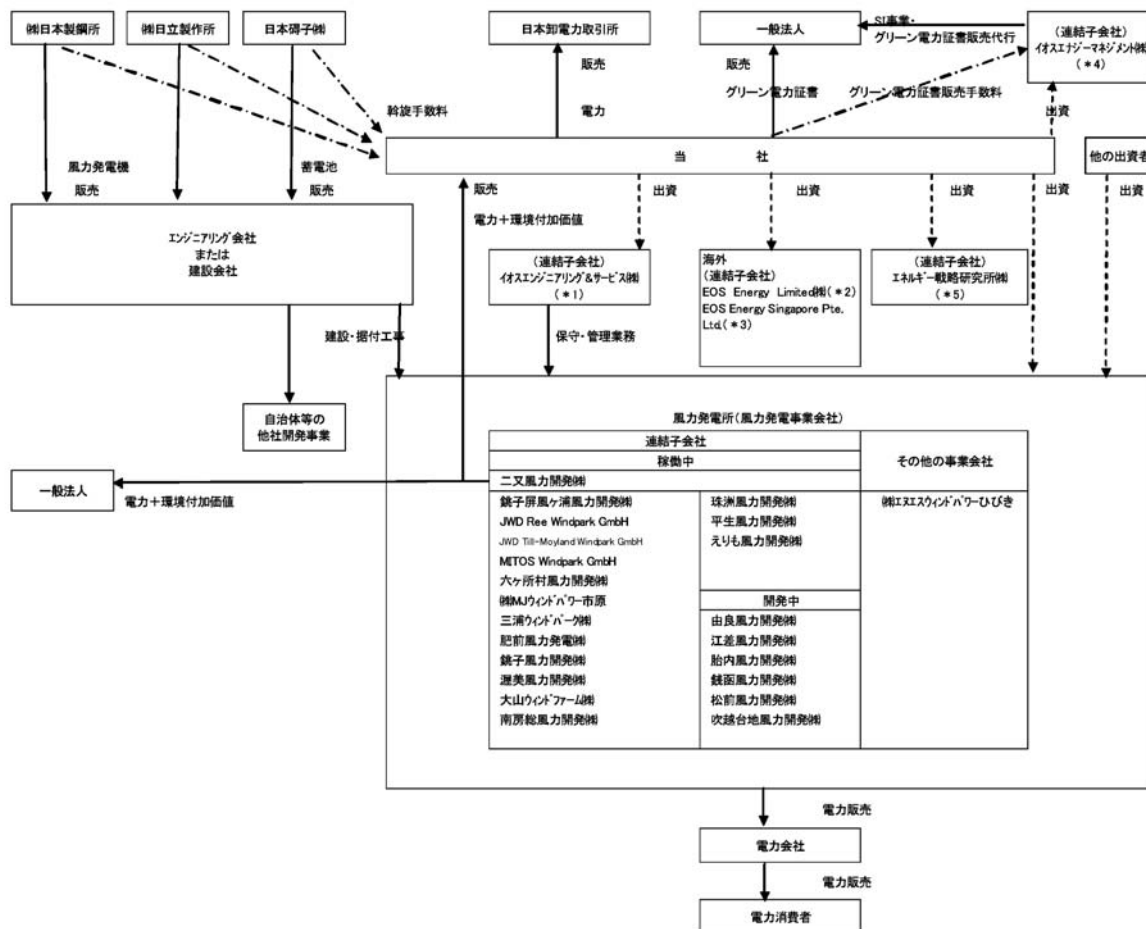 ㈱日本製鋼所
㈱日立製作所
日本碍子㈱
日本卸電力取引所
一般法人
SI事業・
グリーン電力証書販売代行
(連結子会社)
イオスエナジーマネジメント㈱
(*4)
販売
販売
斡旋手数料
電力
グリーン電力証書
グリーン電力証書販売手数料
出資
当 社
他の出資者
風力発電機
販売
蓄電池
販売
販売
出資
出資
出資
出資
出資
電力+環境付加価値
エンジニアリング会社
または
建設会社
(連結子会社)
イオスエンジニアリング&サービス㈱
(*1)
海外
(連結子会社)
EOS Energy Limited㈱(*2)
EOS Energy Singapore Pte.
Ltd.(*3)
(連結子会社)
エネルギー戦略研究所㈱
(*5)
建設・据付工事
保守・管理業務
自治体等の
他社開発事業
風力発電所(風力発電事業会社)
連結子会社
稼働中
その他の事業会社
二又風力開発㈱
一般法人
電力+環境付加価値
銚子屏風ヶ浦風力開発㈱
珠洲風力開発㈱
㈱エヌエスウィンドパワーひびき
JWD Ree Windpark GmbH
平生風力開発㈱
JWD Till-Moyland Windpark GmbH
えりも風力開発㈱
MITOS Windpark GmbH
六ヶ所村風力開発㈱
㈱MJウィンドパワー市原
開発中
三浦ウィンドパーク㈱
由良風力開発㈱
肥前風力発電㈱
江差風力開発㈱
銚子風力開発㈱
胎内風力開発㈱
渥美風力開発㈱
銭函風力開発㈱
大山ウィンドファーム㈱
松前風力開発㈱
南房総風力開発㈱
吹越台地風力開発㈱
電力販売
電力会社
電力販売
電力消費者